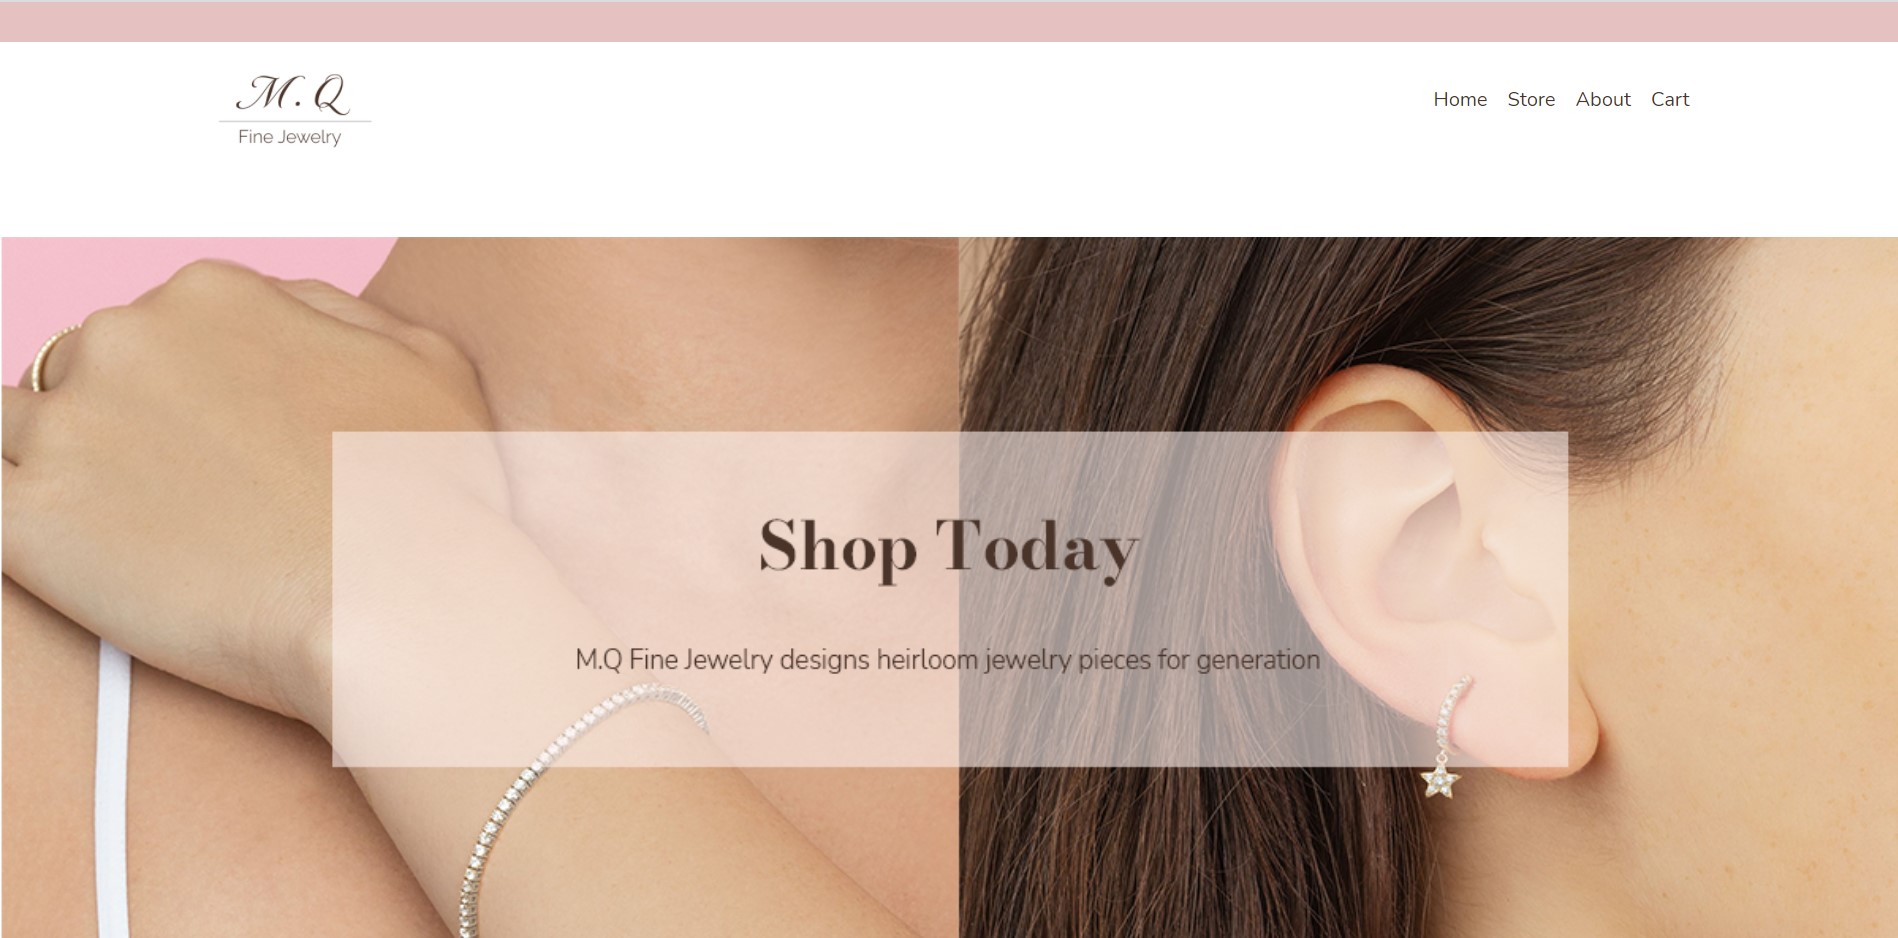 M. Q
Fine Jewelry
Home Store About Cart
Shop Today
M.Q Fine Jewelry designs heirloom jewelry pieces for generation